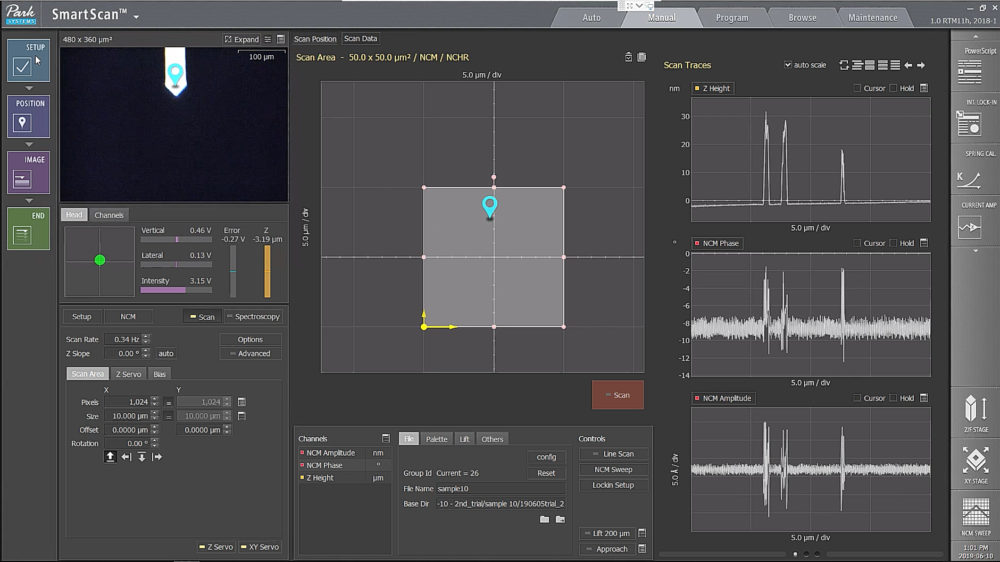 Park
SYSTEMS
SmartScan™
Auto
Manual
Program
Browse
Maintenance
1.0 RTM11h, 2018-1
SETUP
POSITION
IMAGE
END
480 x 360 µm²
Expand
100 µm
Scan Position
Scan Data
Scan Area - 50.0 x 50.0 µm² / NCM / NCHR
5.0 µm / div
5.0 µm / div
Scan
Head
Channels
Vertical 0.46 V
Lateral 0.13 V
Intensity 3.15 V
Error
-0.27 V
Z
-3.19 µm
Setup
NCM
Scan
Spectroscopy
Scan Rate 0.34 Hz
Options
Z Slope 0.00 ° auto
Advanced
Scan Area
Z Servo
Bias
X Y
Pixels 1,024 = 1,024
Size 10.000 µm = 10.000 µm
Offset 0.0000 µm 0.0000 µm
Rotation 0.00 °
Z Servo
XY Servo
Channels
NCM Amplitude nm
NCM Phase °
Z Height µm
File
Palette
Lift
Others
config
Group Id Current = 26
Reset
File Name sample10
Base Dir -10 - 2nd_trial/sample 10/190605trial_2
Controls
Line Scan
NCM Sweep
Lockin Setup
Lift 200 µm
Approach
Scan Traces
auto scale
nm
Z Height
Cursor
Hold
30
20
10
0
5.0 µm / div
°
NCM Phase
Cursor
Hold
0
-2
-4
-6
-8
-10
-12
-14
5.0 µm / div
NCM Amplitude
Cursor
Hold
5.0 Å / div
5.0 µm / div
PowerScript
INT. LOCK-IN
SPRING CAL.
K
CURRENT AMP
Z/F STAGE
XY STAGE
NCM SWEEP
1:01 PM
2019-06-10